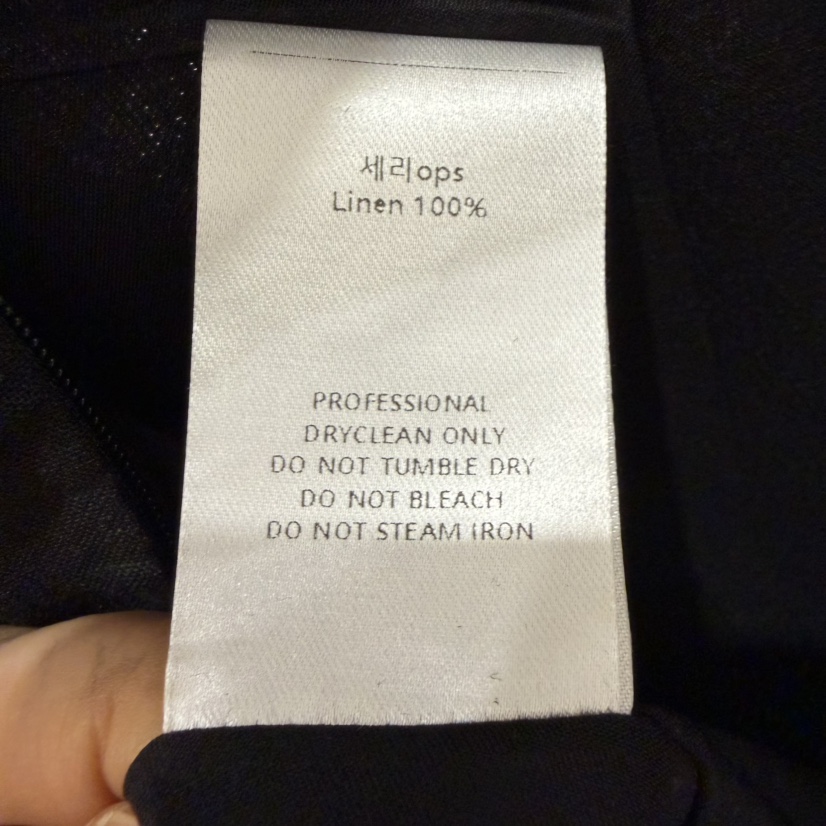 세리ops
Linen 100%
PROFESSIONAL
DRYCLEAN ONLY
DO NOT TUMBLE DRY
DO NOT BLEACH
DO NOT STEAM IRON